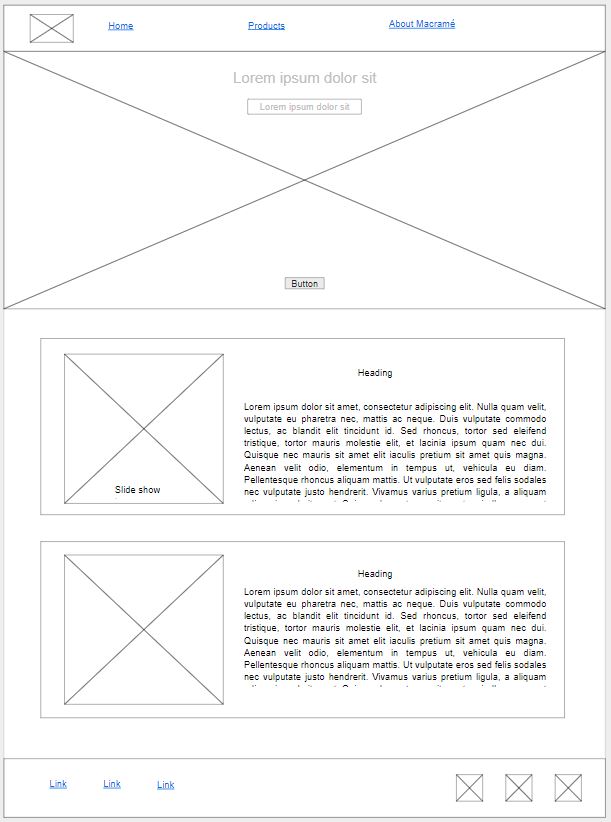 Home
Products
About Macramé
Lorem ipsum dolor sit
Lorem ipsum dolor sit
Button
Slide show
Heading
Lorem ipsum dolor sit amet, consectetur adipiscing elit. Nulla quam velit,
vulputate eu pharetra nec, mattis ac neque. Duis vulputate commodo
lectus, ac blandit elit tincidunt id. Sed rhoncus, tortor sed eleifend
tristique, tortor mauris molestie elit, et lacinia ipsum quam nec dui.
Quisque nec mauris sit amet elit iaculis pretium sit amet quis magna.
Aenean velit odio, elementum in tempus ut, vehicula eu diam.
Pellentesque rhoncus aliquam mattis. Ut vulputate eros sed felis sodales
nec vulputate justo hendrerit. Vivamus varius pretium ligula, a aliquam
Heading
Lorem ipsum dolor sit amet, consectetur adipiscing elit. Nulla quam velit,
vulputate eu pharetra nec, mattis ac neque. Duis vulputate commodo
lectus, ac blandit elit tincidunt id. Sed rhoncus, tortor sed eleifend
tristique, tortor mauris molestie elit, et lacinia ipsum quam nec dui.
Quisque nec mauris sit amet elit iaculis pretium sit amet quis magna.
Aenean velit odio, elementum in tempus ut, vehicula eu diam.
Pellentesque rhoncus aliquam mattis. Ut vulputate eros sed felis sodales
nec vulputate justo hendrerit. Vivamus varius pretium ligula, a aliquam
Link
Link
Link